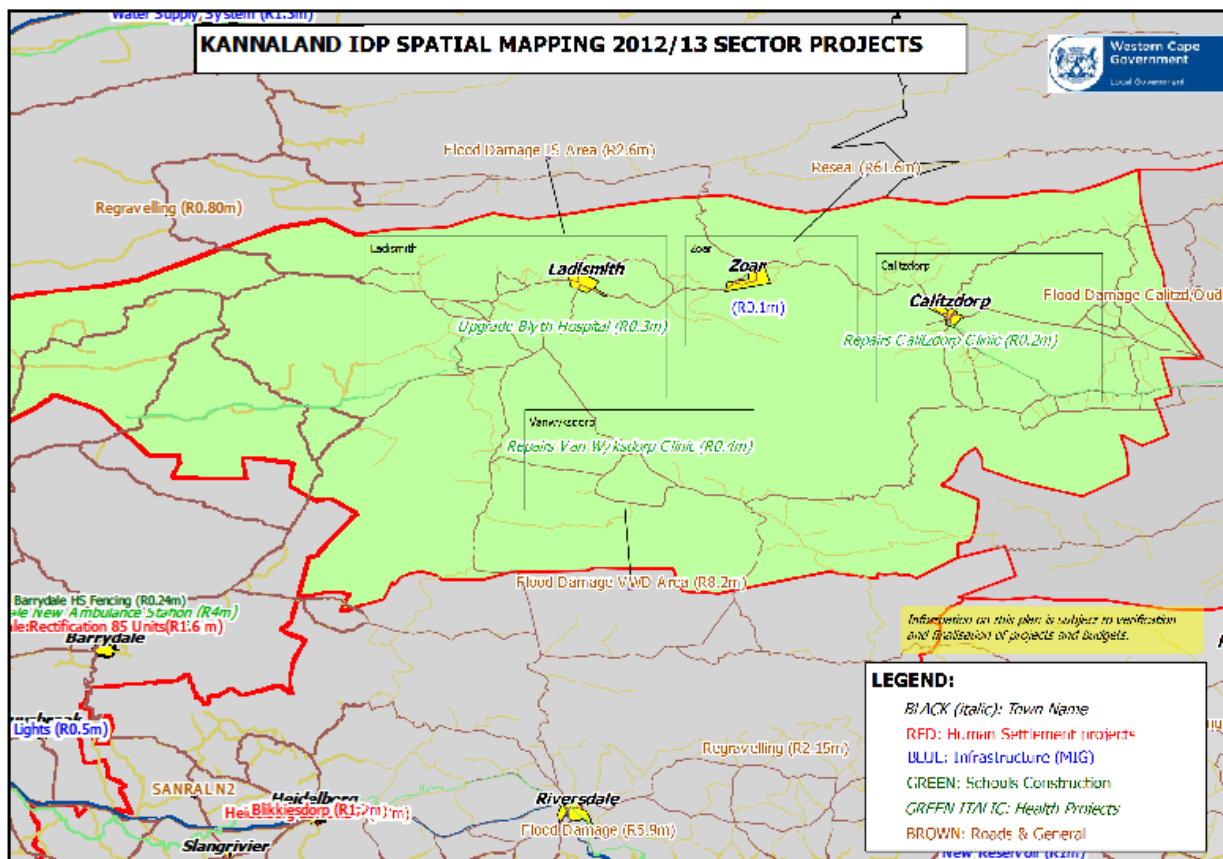 Water Supply System (R1.3m)
KANNALAND IDP SPATIAL MAPPING 2012/13 SECTOR PROJECTS
Western Cape
Government
Local Government
Flood Damage LS Area (R2.6m)
Reseal (R61.6m)
Regravelling (R0.80m)
Ladismith
Zoar
Calitzdorp
Ladismith
Zoar
(R0.1m)
Calitzdorp
Flood Damage Calitzd/Oud
Upgrade Blyth Hospital (R0.3m)
Repairs Calitzdorp Clinic (R0.2m)
Vanwyksdorp
Repairs Van Wyksdorp Clinic (R0.4m)
Flood Damage VWD Area (R8.2m)
Barrydale HS Fencing (R0.24m)
ale New Ambulance Station (R4m)
ale:Rectification 85 Units(R1.6 m)
Barrydale
Information on this plan is subject to verification
and finalisation of projects and budgets.
LEGEND:
BLACK (italic): Town Name
RED: Human Settlement projects
BLUE: Infrastructure (MIG)
GREEN: Schools Construction
GREEN ITALIC: Health Projects
BROWN: Roads & General
Lights (R0.5m)
Regravelling (R2.15m)
SANRAL N2
Heidelberg
Blikkiesdorp (R1.2m)
Riversdale
Flood Damage (R5.9m)
Slangrivier
New Reservoir (R1m)